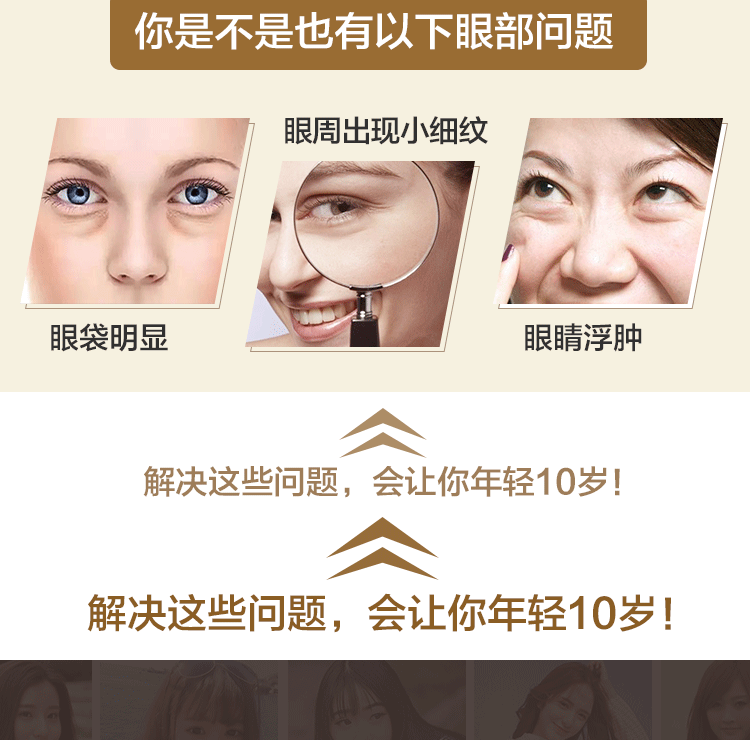 你是不是也有以下眼部问题
眼周出现小细纹
眼袋明显
眼睛浮肿
解决这些问题，会让你年轻10岁！
解决这些问题，会让你年轻10岁！